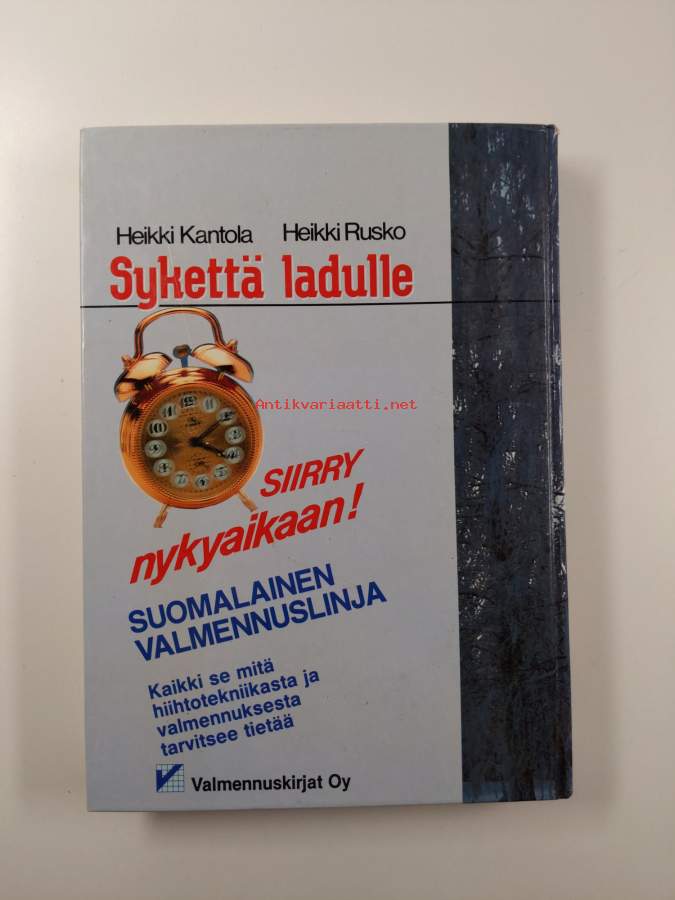 Heikki Kantola Heikki Rusko
Sykettä ladulle
Antikvariaatti.net
SIIRRY
nykyaikaan!
SUOMALAINEN
VALMENNUSLINJA
Kaikki se mitä
hiihtotekniikasta ja
valmennuksesta
tarvitsee tietää
Valmennuskirjat Oy